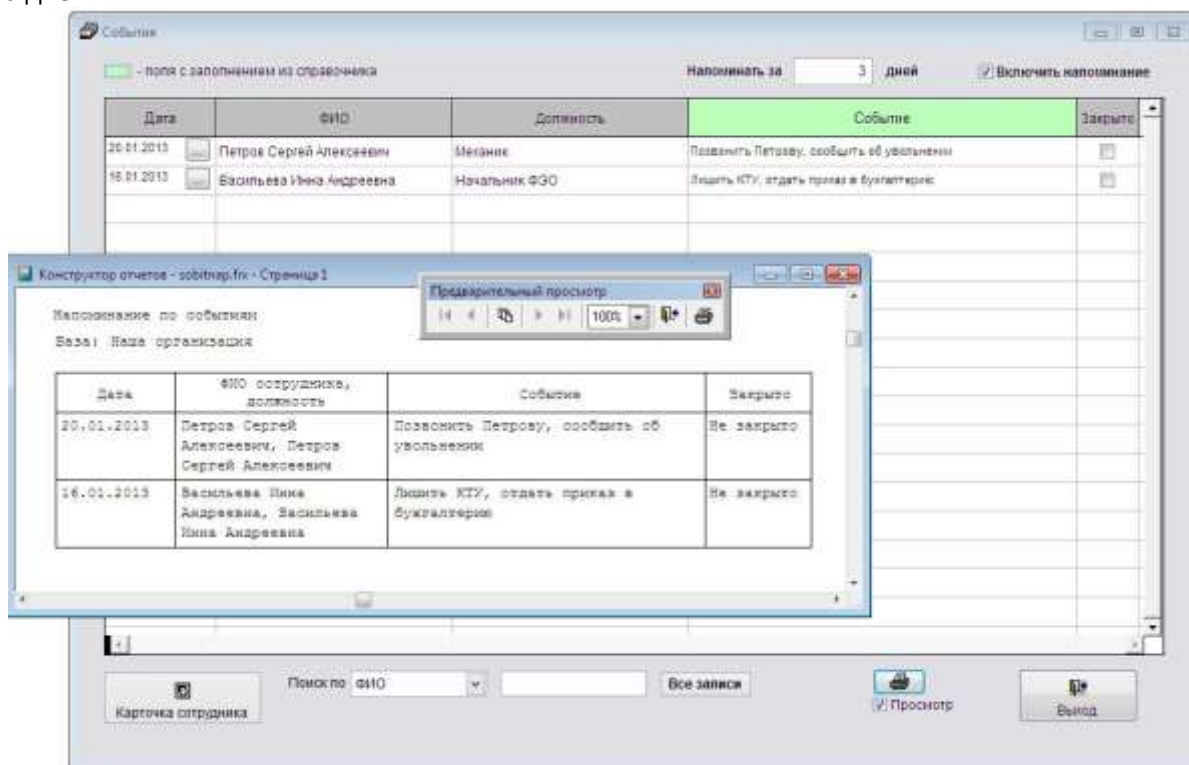 События
- поля с заполнением из справочника
Напоминать за 3 дней
Включить напоминание
Дата ФИО Должность Событие Закрыто
20.01.2013 ... Петров Сергей Алексеевич Механик Позвонить Петрову, сообщить об увольнении
16.01.2013 ... Васильева Инна Андреевна Начальник ФЭО Лишить КТУ, отдать приказ в бухгалтерию
Конструктор отчетов - sobitnap.frx - Страница 1
Предварительный просмотр
100%
Напоминание по событиям
База: Наша организация
Дата ФИО сотрудника, должность Событие Закрыто
20.01.2013 Петров Сергей Позвонить Петрову, сообщить об Не закрыто
Алексеевич, Петров увольнении
Сергей Алексеевич
16.01.2013 Васильева Инна Лишить КТУ, отдать приказ в Не закрыто
Андреевна, Васильева бухгалтерию
Инна Андреевна
Карточка сотрудника
Поиск по ФИО
Все записи
Просмотр
Выход